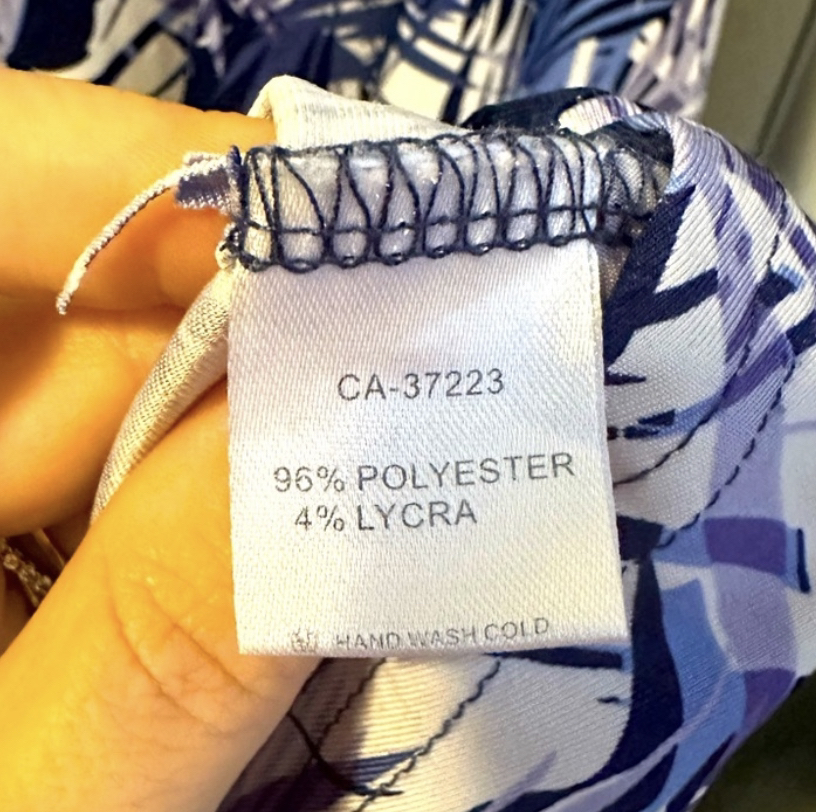 CA-37223
96% POLYESTER
4% LYCRA
HAND WASH COLD